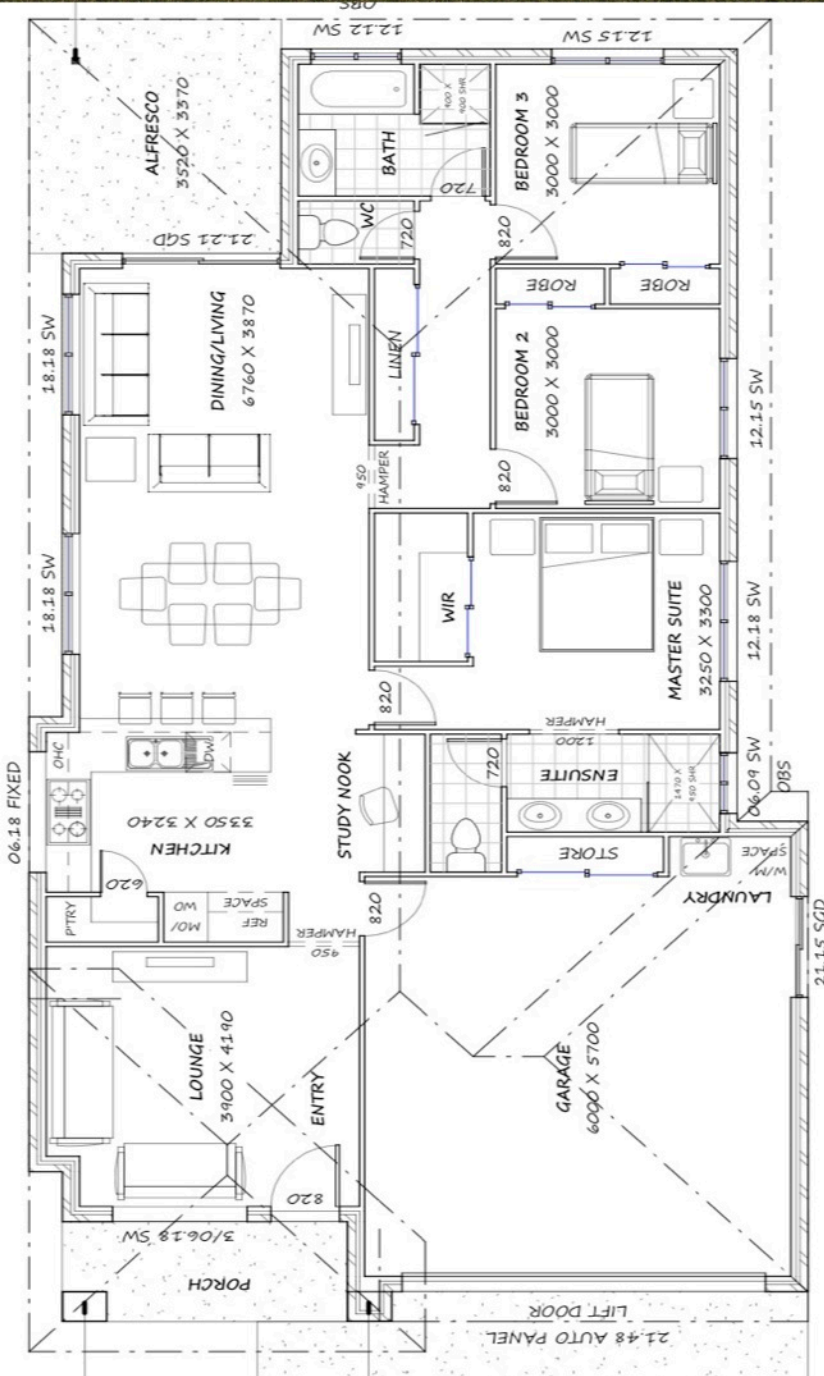 OBS
12.12 SW
12.15 SW
ALFRESCO
3520 X 3370
BATH
900 X
900 SHR
BEDROOM 3
3000 X 3000
720
WC
720
820
21.21 SGD
ROBE
ROBE
LINEN
DINING/LIVING
6760 X 3870
18.18 SW
BEDROOM 2
3000 X 3000
12.15 SW
820
950
HAMPER
18.18 SW
WIR
MASTER SUITE
3250 X 3300
12.18 SW
820
HAMPER
1200
OHC
DW
06.18 FIXED
KITCHEN
3350 X 3240
STUDY NOOK
720
ENSUITE
1470 X
950 SHR
06.09 SW
OBS
620
P'TRY
MO/
WO
REF
SPACE
HAMPER
950
820
STORE
LAUNDRY
W/M
SPACE
21.15 SGD
LOUNGE
3900 X 4190
ENTRY
GARAGE
6000 X 5700
820
3/06.18 SW
PORCH
21.48 AUTO PANEL
LIFT DOOR